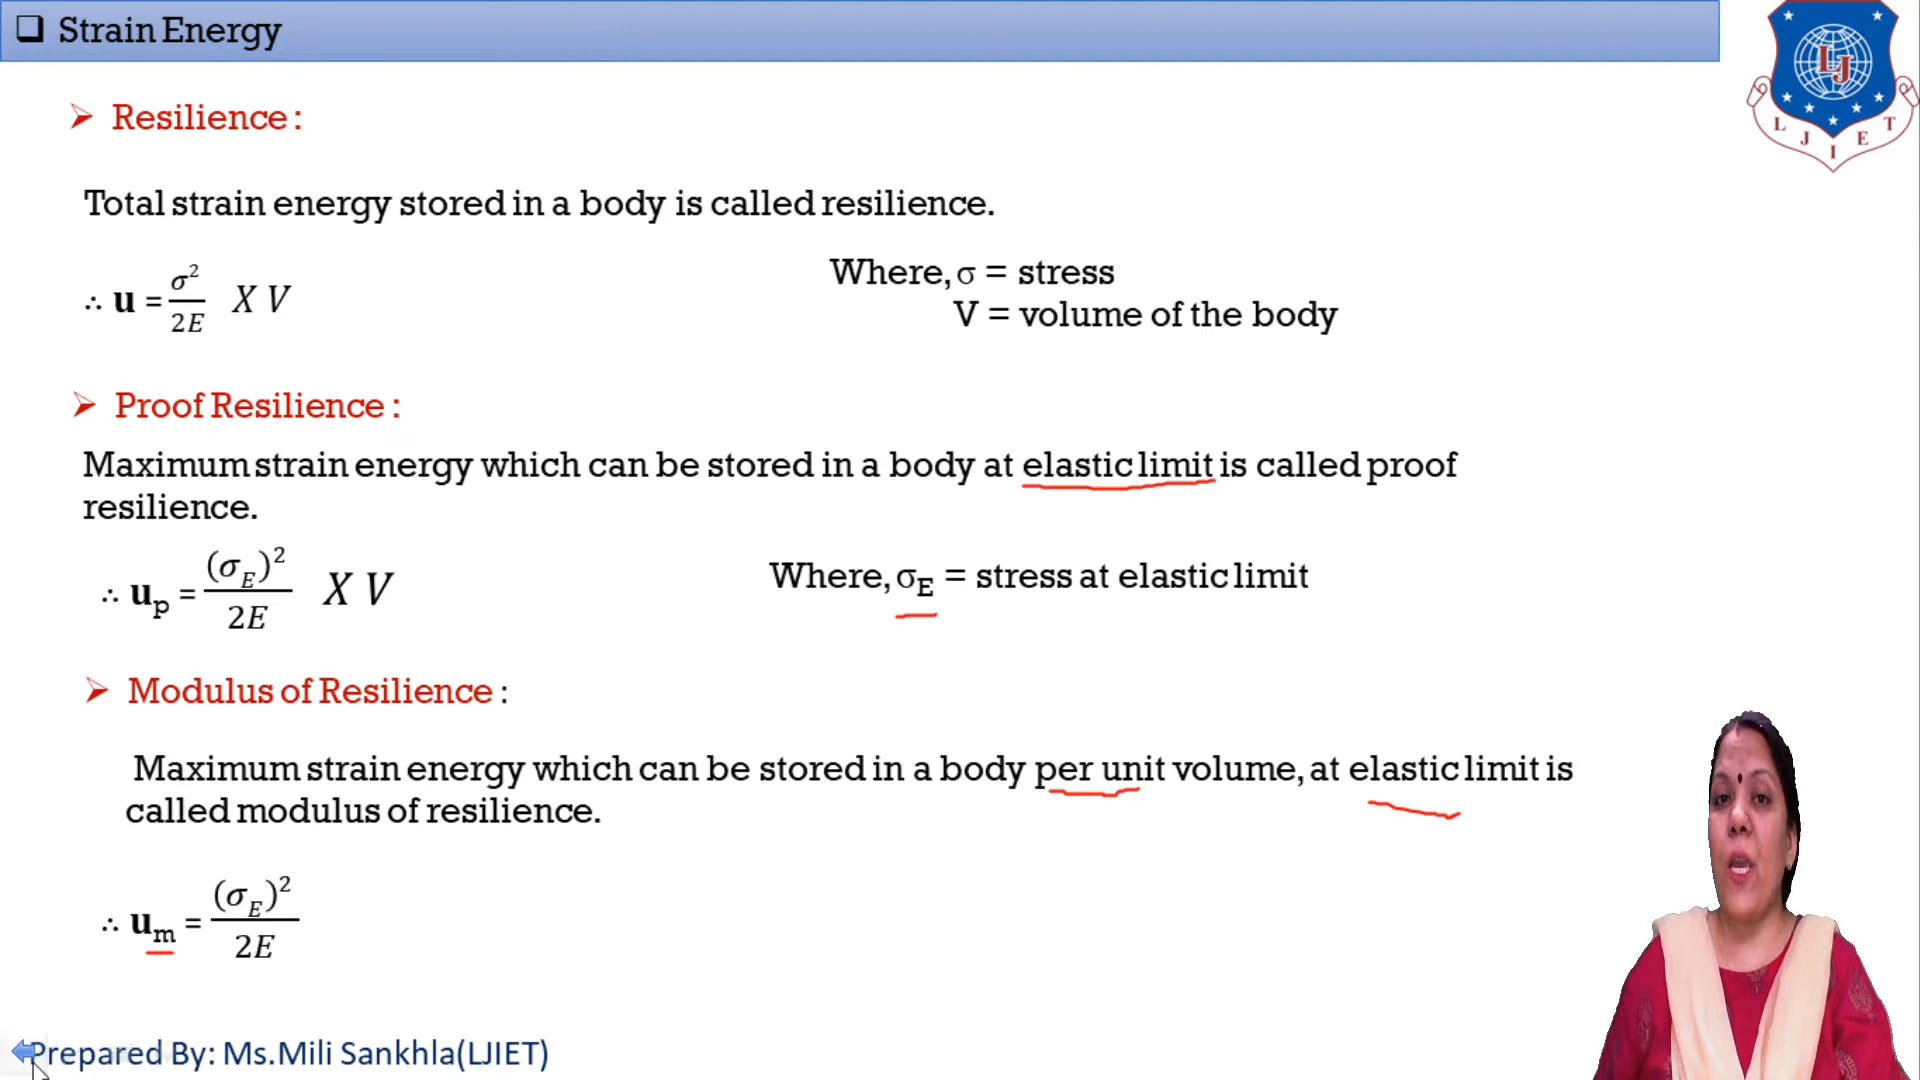 ❑ Strain Energy
➢ Resilience :
Total strain energy stored in a body is called resilience.
∴ u = σ²/2E X V
Where, σ = stress
V = volume of the body
➢ Proof Resilience :
Maximum strain energy which can be stored in a body at elastic limit is called proof
resilience.
∴ uₚ = (σ_E)²/2E X V
Where, σ_E = stress at elastic limit
➢ Modulus of Resilience :
Maximum strain energy which can be stored in a body per unit volume, at elastic limit is
called modulus of resilience.
∴ uₘ = (σ_E)²/2E
Prepared By: Ms.Mili Sankhla(LJIET)
LJ
L J I E T